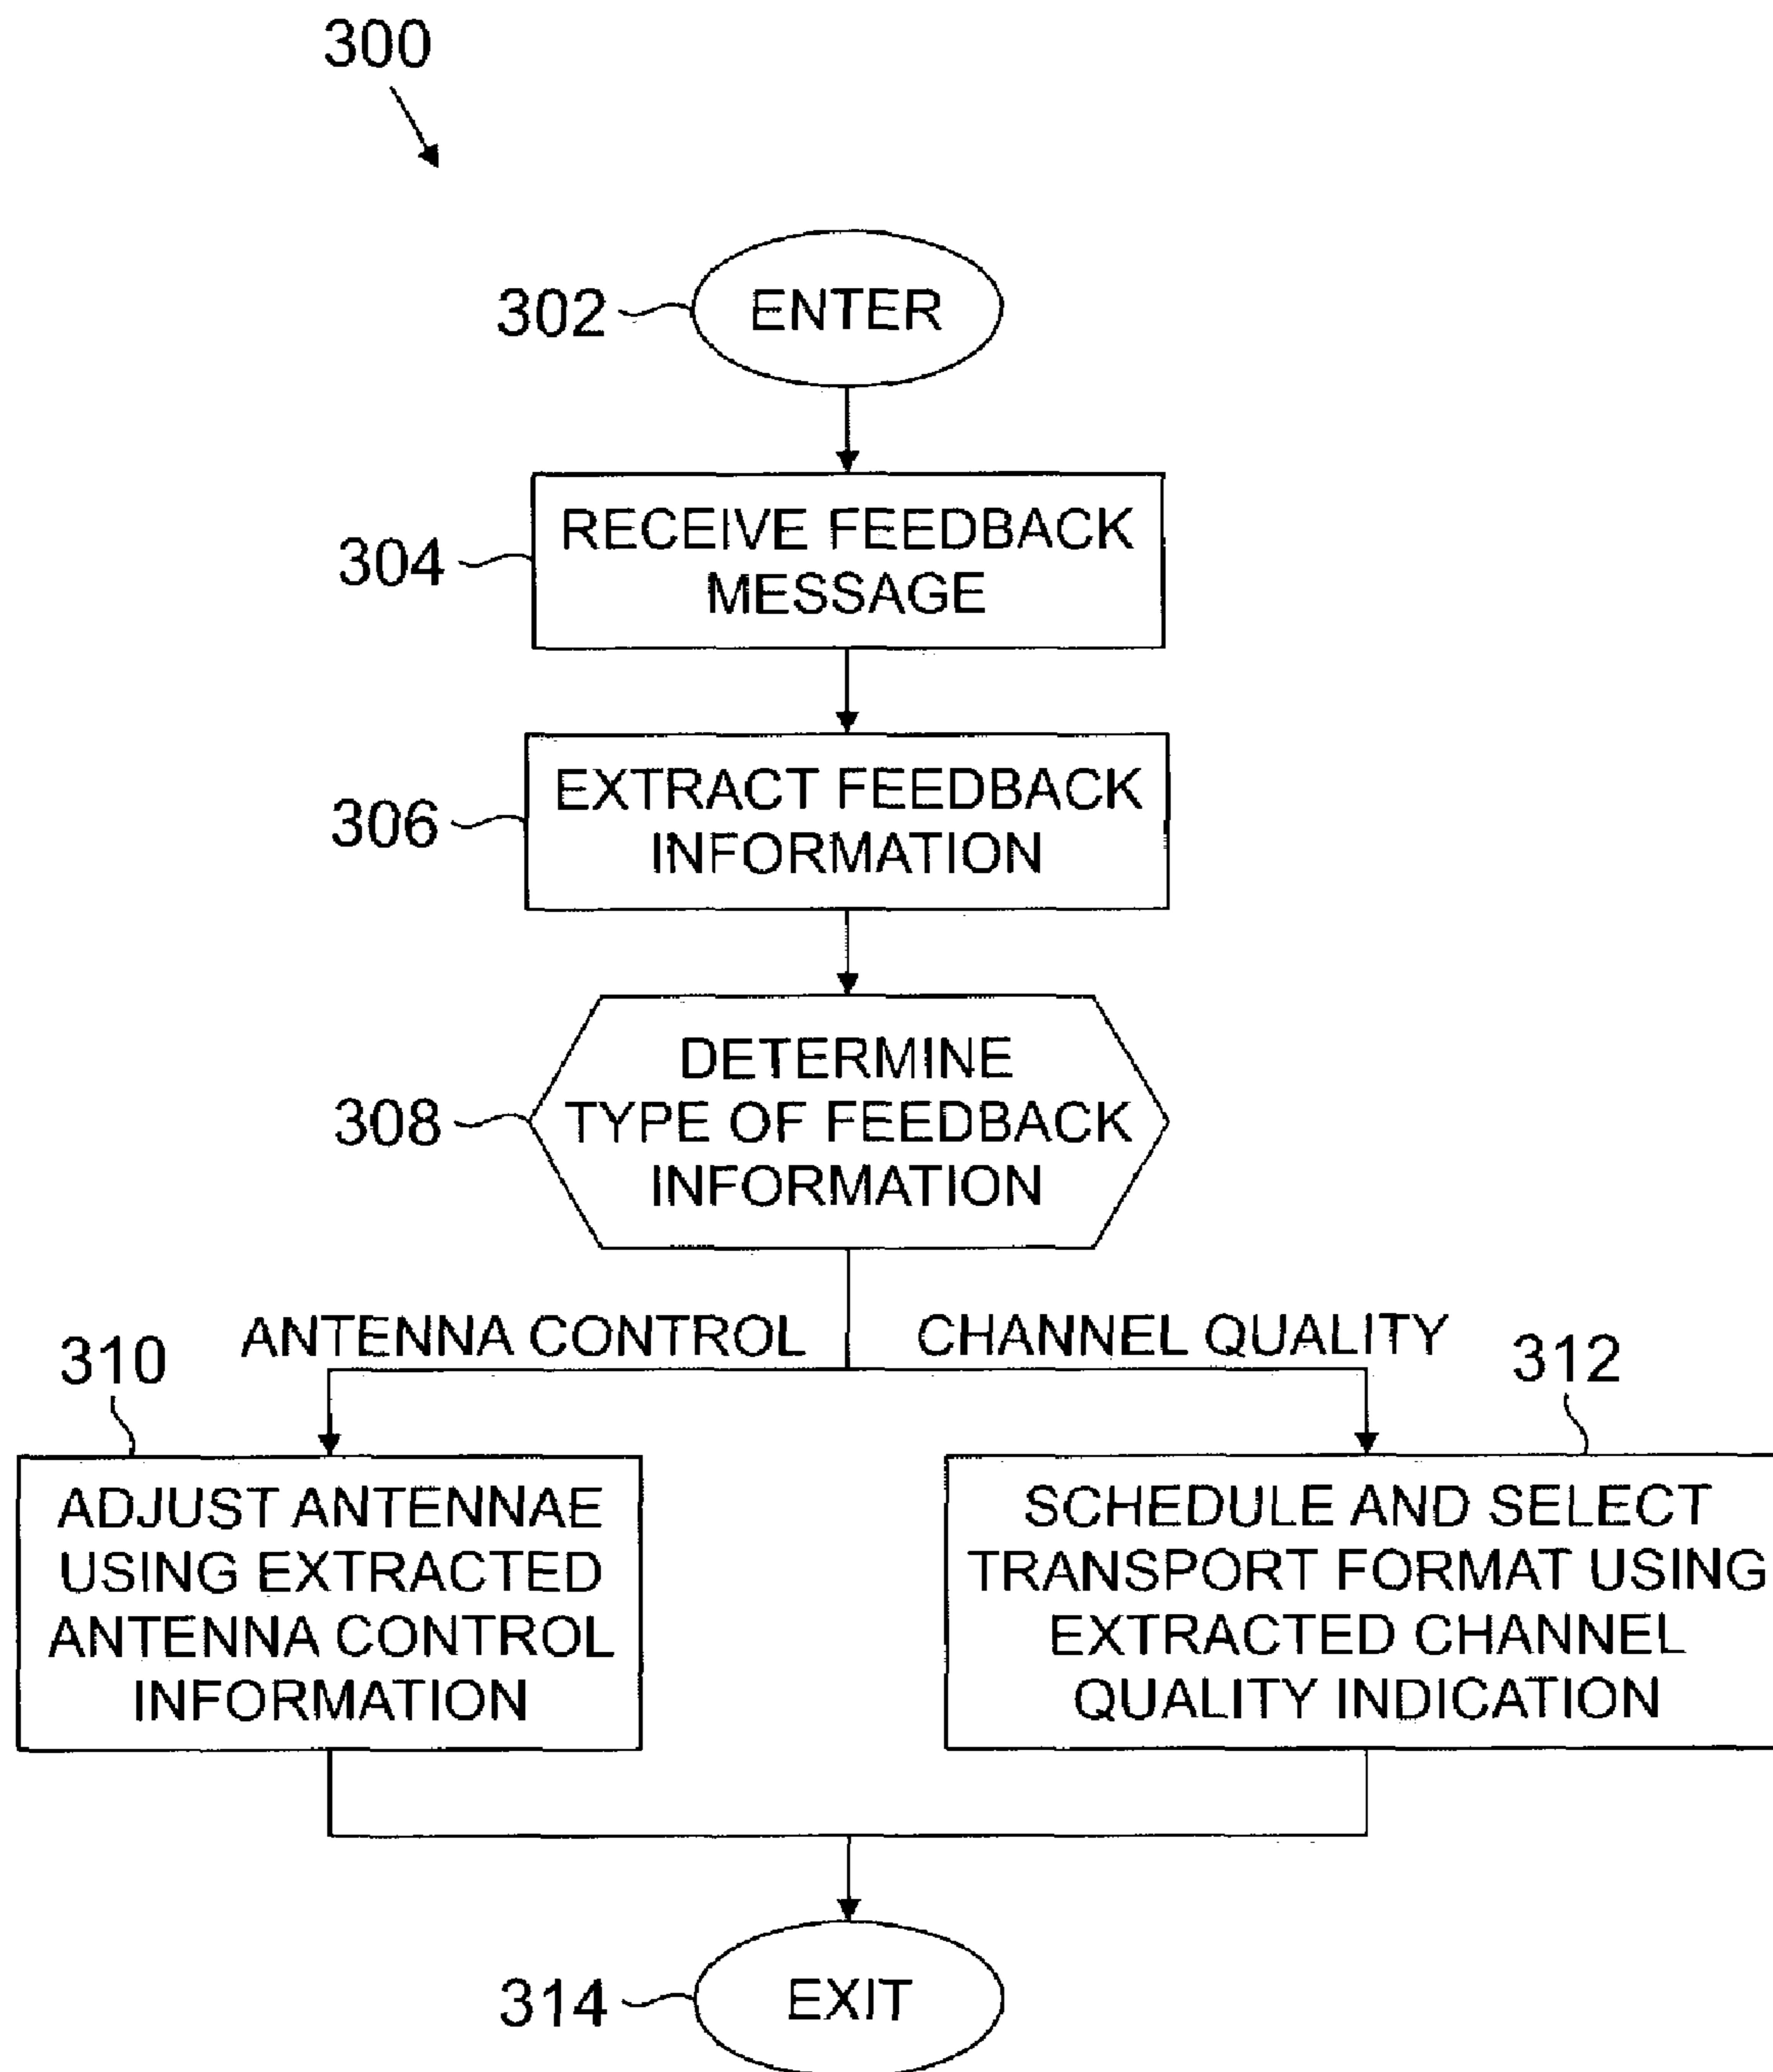 300
302
ENTER
304
RECEIVE FEEDBACK
MESSAGE
306
EXTRACT FEEDBACK
INFORMATION
308
DETERMINE
TYPE OF FEEDBACK
INFORMATION
ANTENNA CONTROL
CHANNEL QUALITY
310
312
ADJUST ANTENNAE
USING EXTRACTED
ANTENNA CONTROL
INFORMATION
SCHEDULE AND SELECT
TRANSPORT FORMAT USING
EXTRACTED CHANNEL
QUALITY INDICATION
314
EXIT